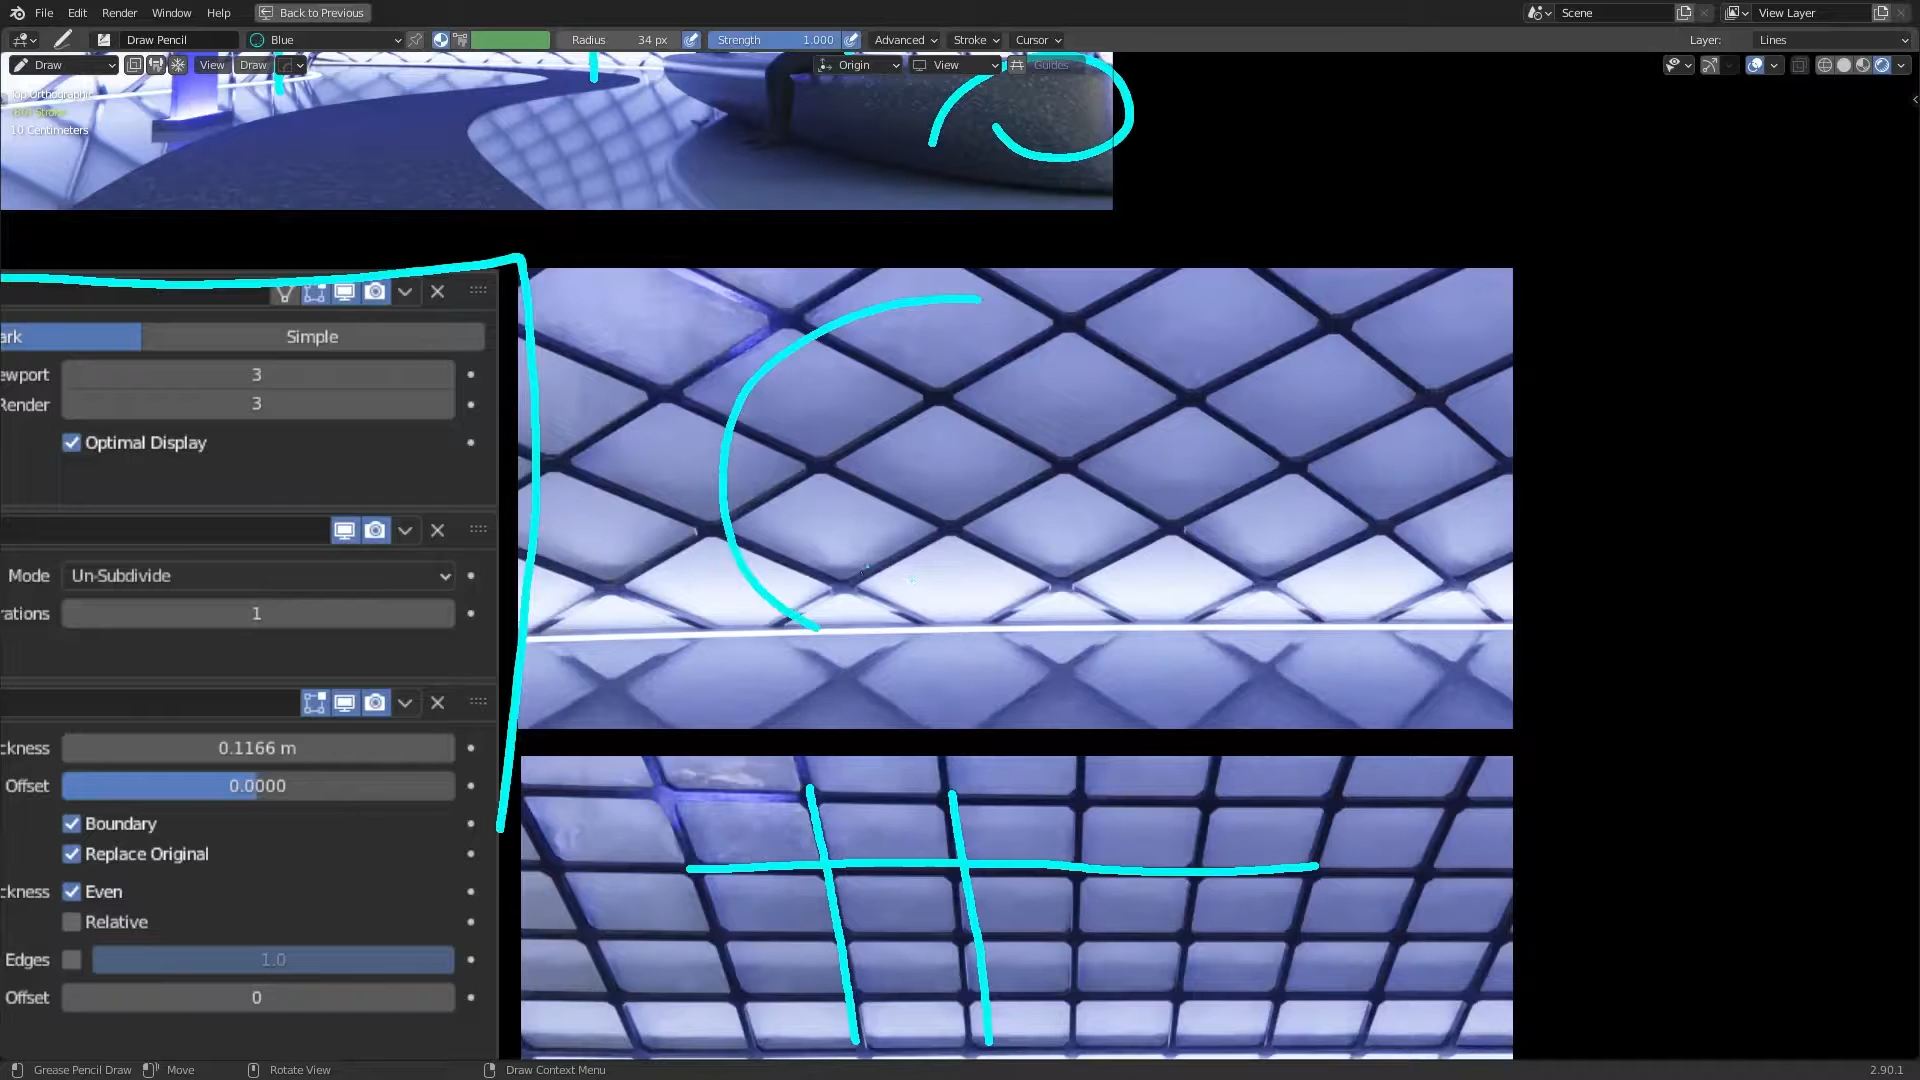 File Edit Render Window Help Back to Previous Scene View Layer
Draw Pencil Blue Radius 34 px Strength 1.000 Advanced Stroke Cursor Layer: Lines
Draw View Draw Origin View Guides
Top Orthographic
10 Centimeters
ark Simple
ewport 3
Render 3
Optimal Display
Mode Un-Subdivide
rations 1
ckness 0.1166 m
Offset 0.0000
Boundary
Replace Original
ckness Even
Relative
Edges 1.0
Offset 0
Grease Pencil Draw Move Rotate View Draw Context Menu 2.90.1